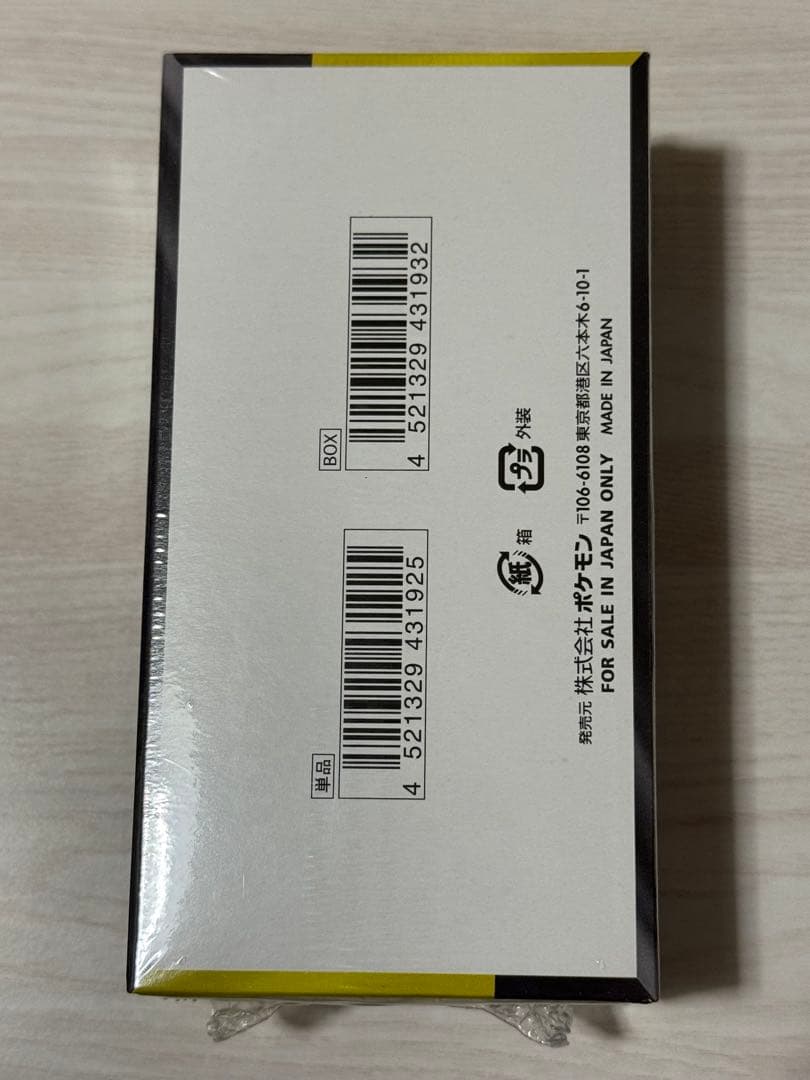 単品
4 521329 431925
BOX
4 521329 431932
紙 箱
プラ 外装
発売元 株式会社 ポケモン 〒106-6108 東京都港区六本木6-10-1
FOR SALE IN JAPAN ONLY MADE IN JAPAN